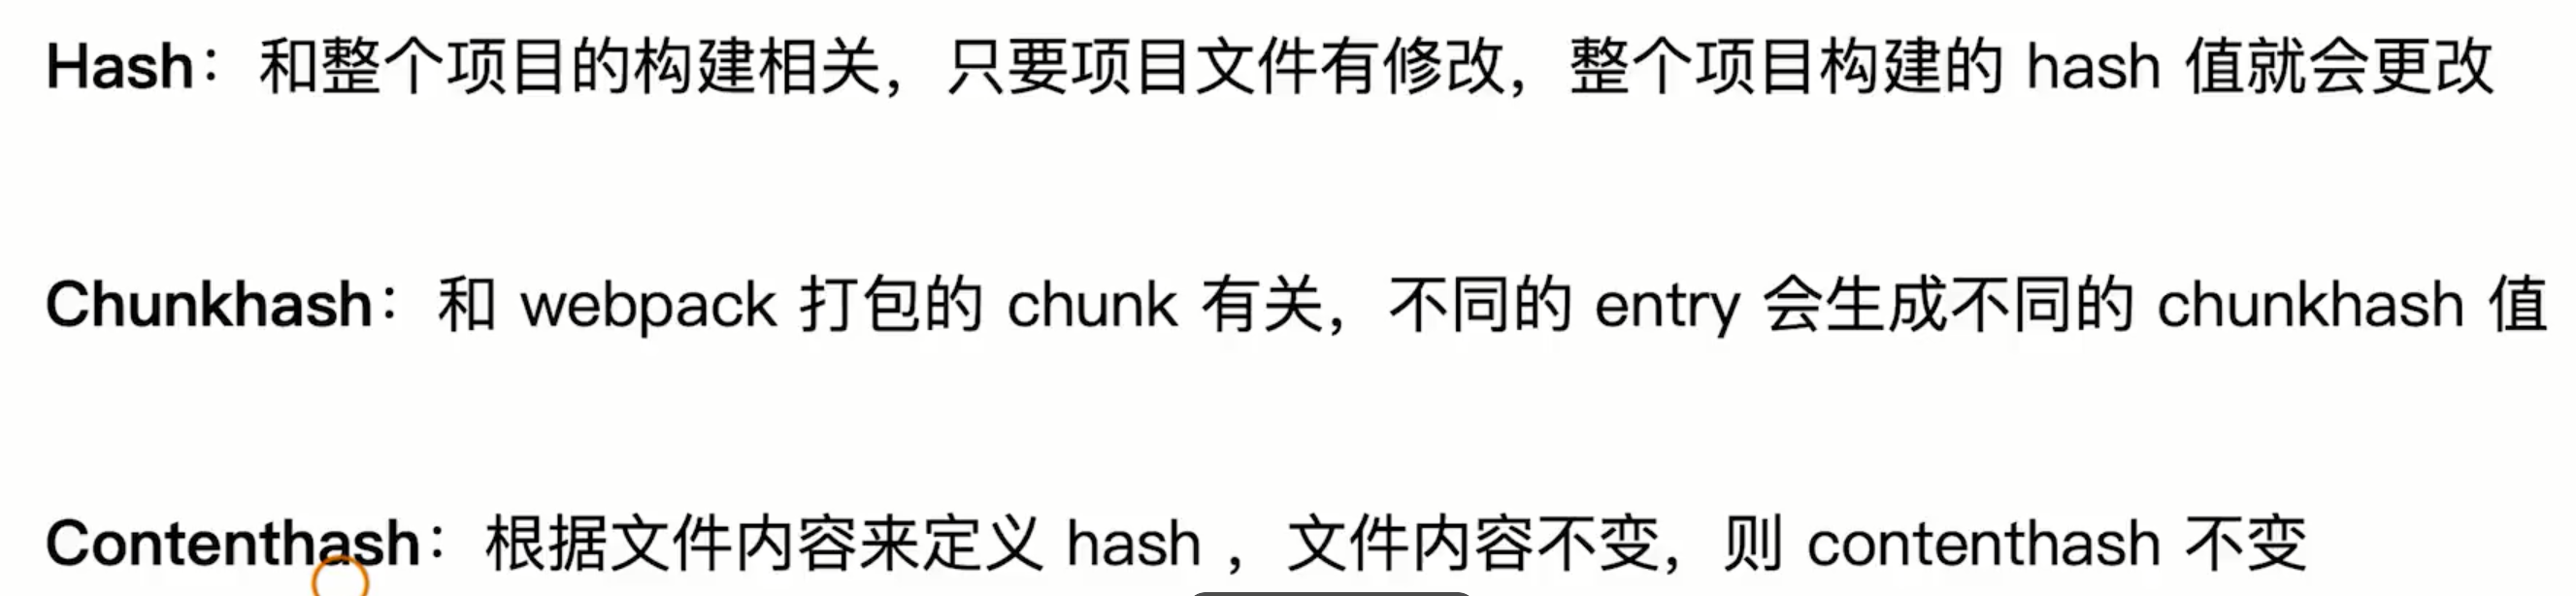 Hash：和整个项目的构建相关，只要项目文件有修改，整个项目构建的 hash 值就会更改
Chunkhash：和 webpack 打包的 chunk 有关，不同的 entry 会生成不同的 chunkhash 值
Contenthash：根据文件内容来定义 hash ，文件内容不变，则 contenthash 不变